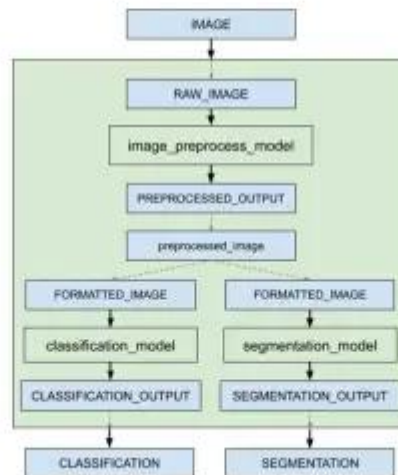 IMAGE
RAW_IMAGE
image_preprocess_model
PREPROCESSED_OUTPUT
preprocessed_image
FORMATTED_IMAGE
FORMATTED_IMAGE
classification_model
segmentation_model
CLASSIFICATION_OUTPUT
SEGMENTATION_OUTPUT
CLASSIFICATION
SEGMENTATION